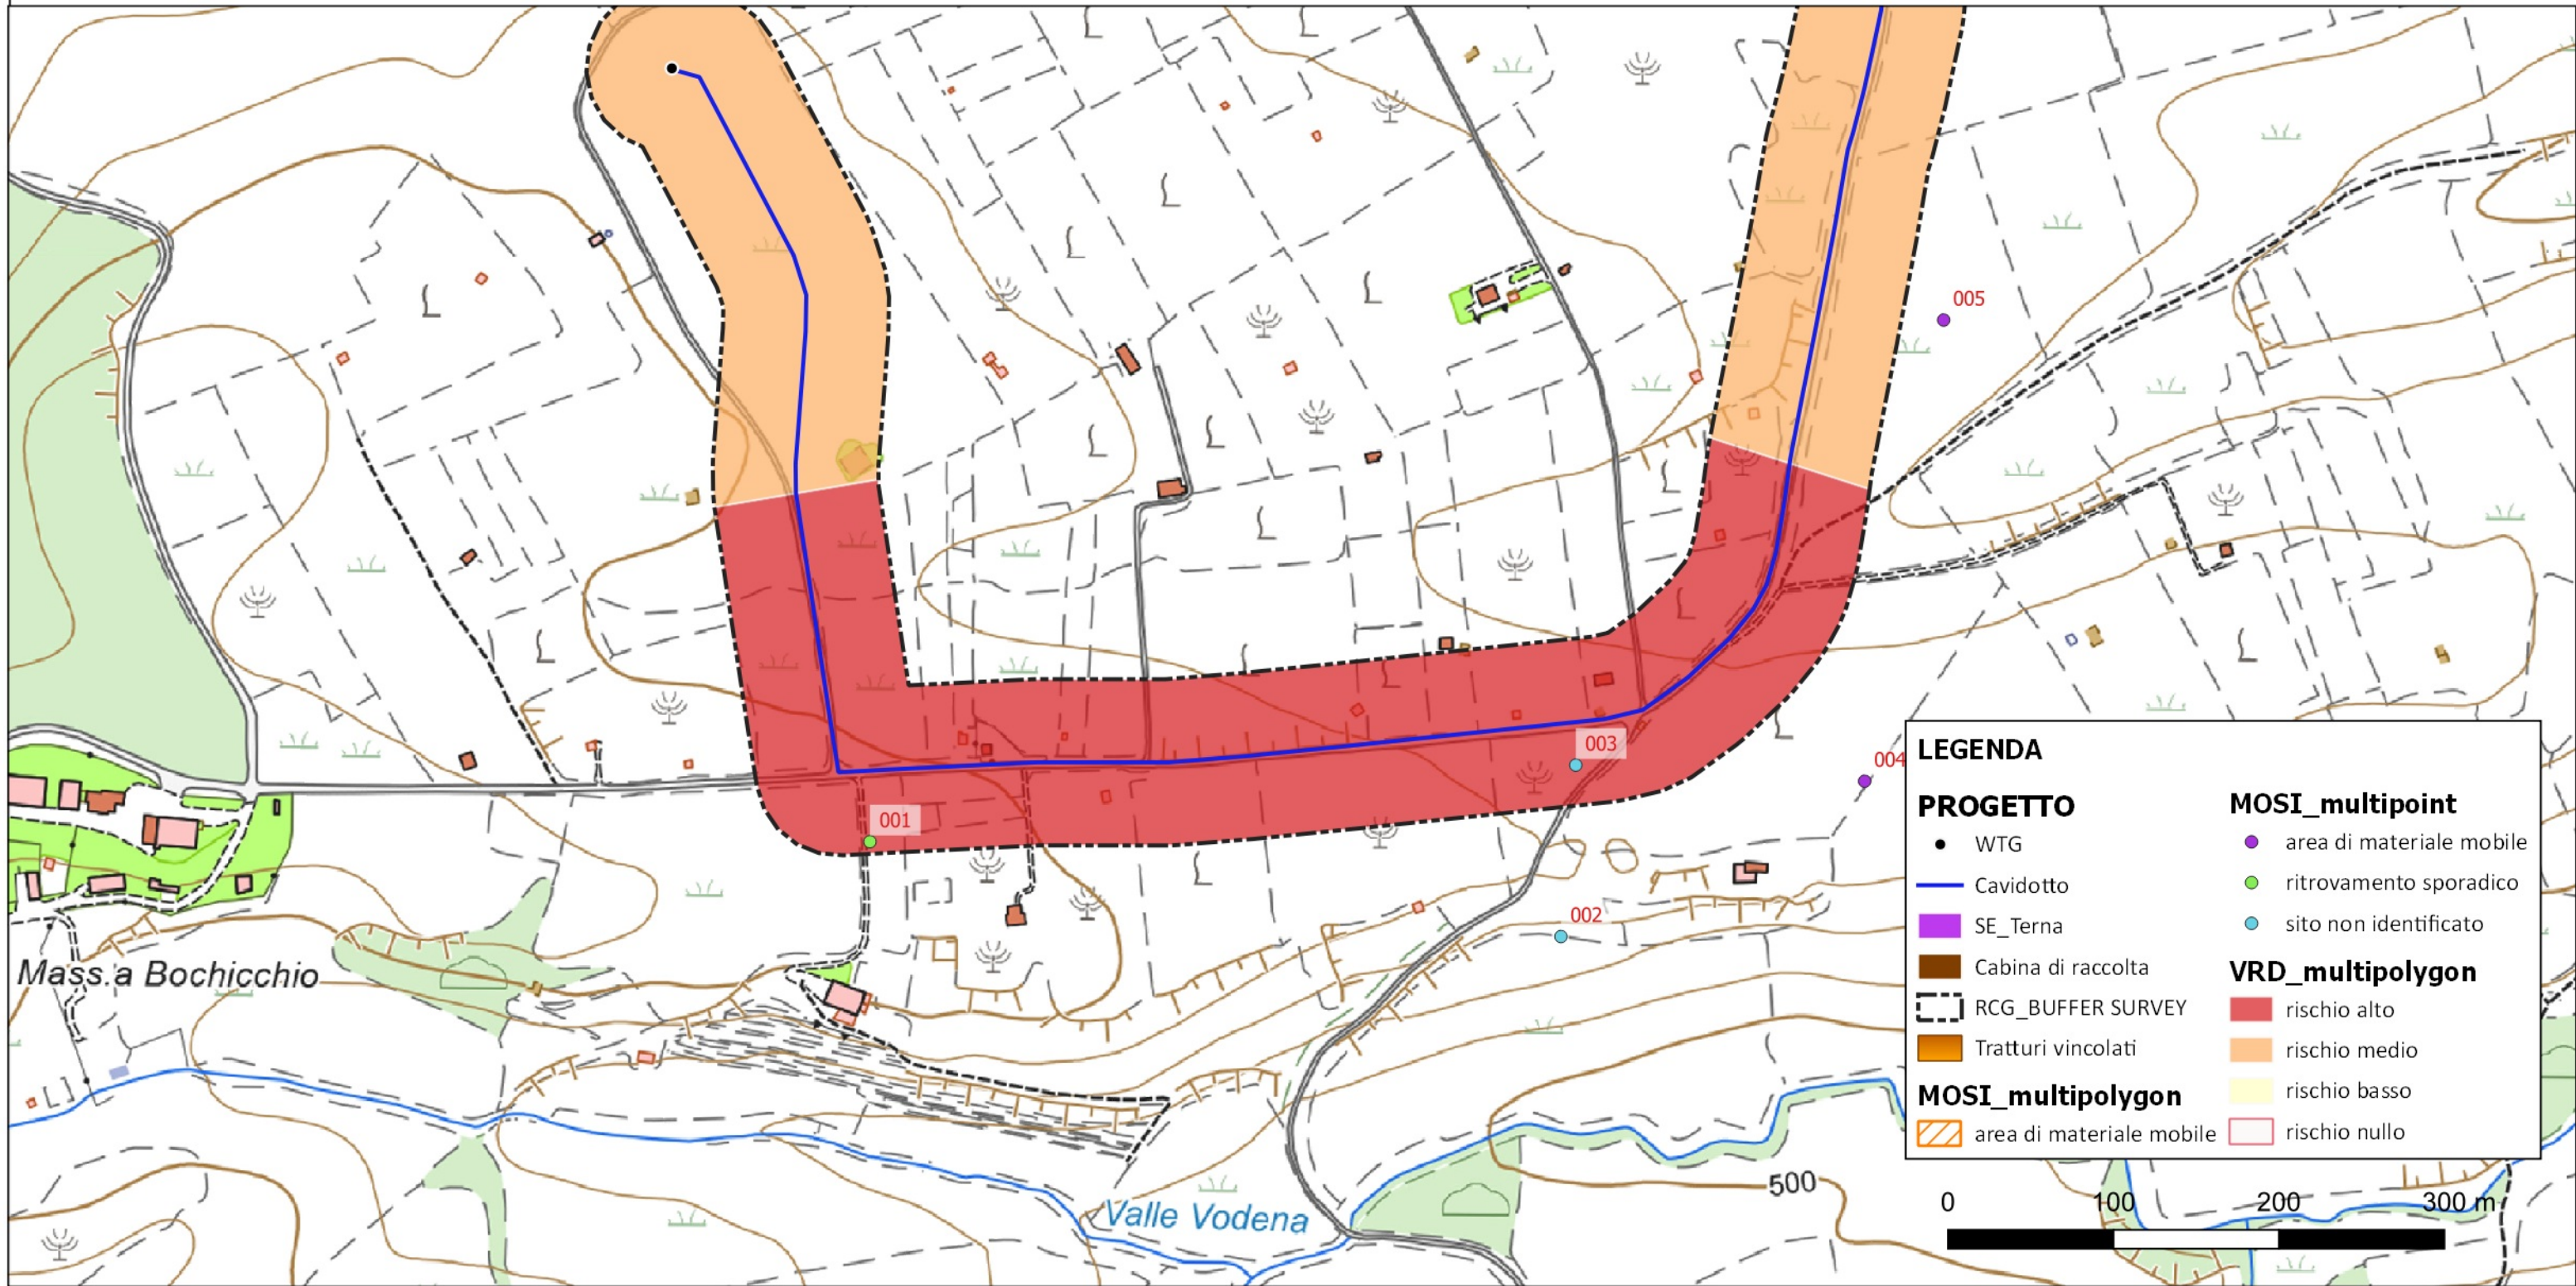 005
003
004
001
002
Mass.a Bochicchio
Valle Vodena
500
LEGENDA
PROGETTO
WTG
Cavidotto
SE_Terna
Cabina di raccolta
RCG_BUFFER SURVEY
Tratturi vincolati
MOSI_multipolygon
area di materiale mobile
MOSI_multipoint
area di materiale mobile
ritrovamento sporadico
sito non identificato
VRD_multipolygon
rischio alto
rischio medio
rischio basso
rischio nullo
0 100 200 300 m